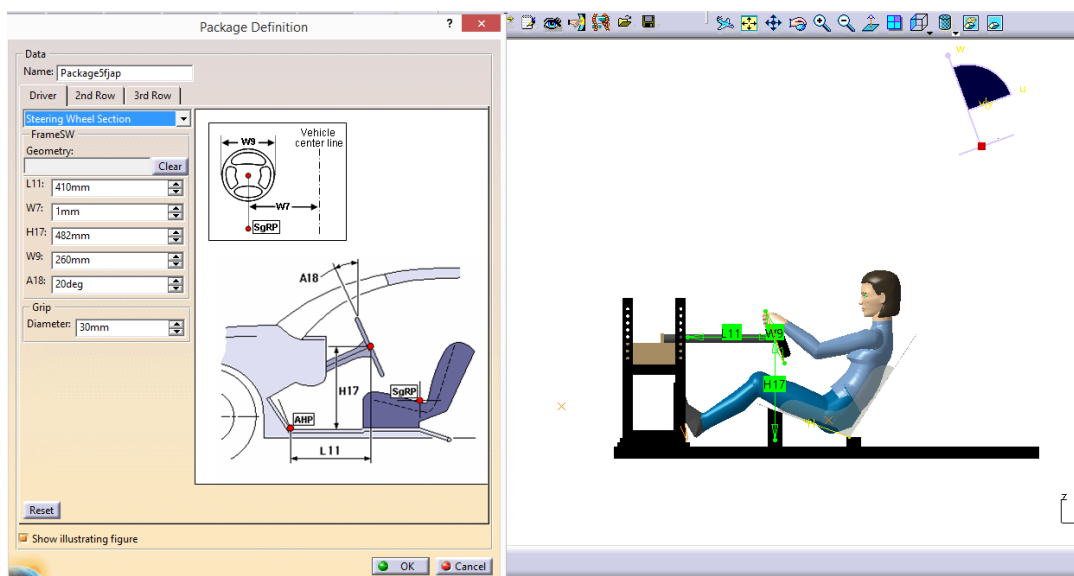 Package Definition
?
×
Data
Name: Package5fjap
Driver
2nd Row
3rd Row
Steering Wheel Section
FrameSW
Geometry:
Clear
L11: 410mm
W7: 1mm
H17: 482mm
W9: 260mm
A18: 20deg
Grip
Diameter: 30mm
W9
Vehicle
center line
W7
SgRP
A18
H17
SgRP
AHP
L11
Reset
Show illustrating figure
OK
Cancel
w
u
L11
W9
H17
z